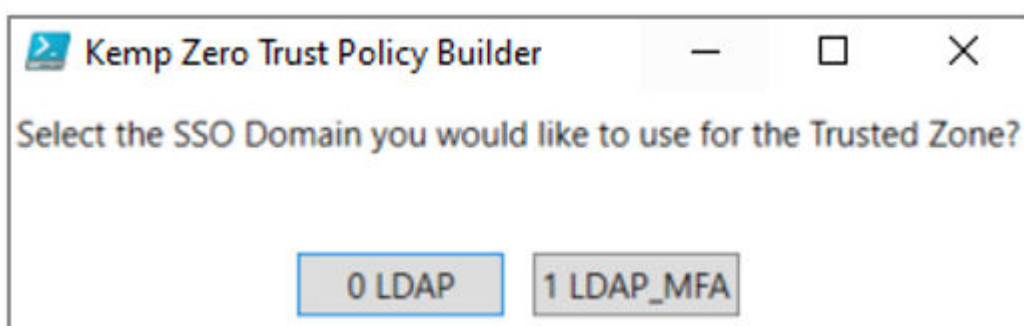 Kemp Zero Trust Policy Builder
Select the SSO Domain you would like to use for the Trusted Zone?
0 LDAP 1 LDAP_MFA